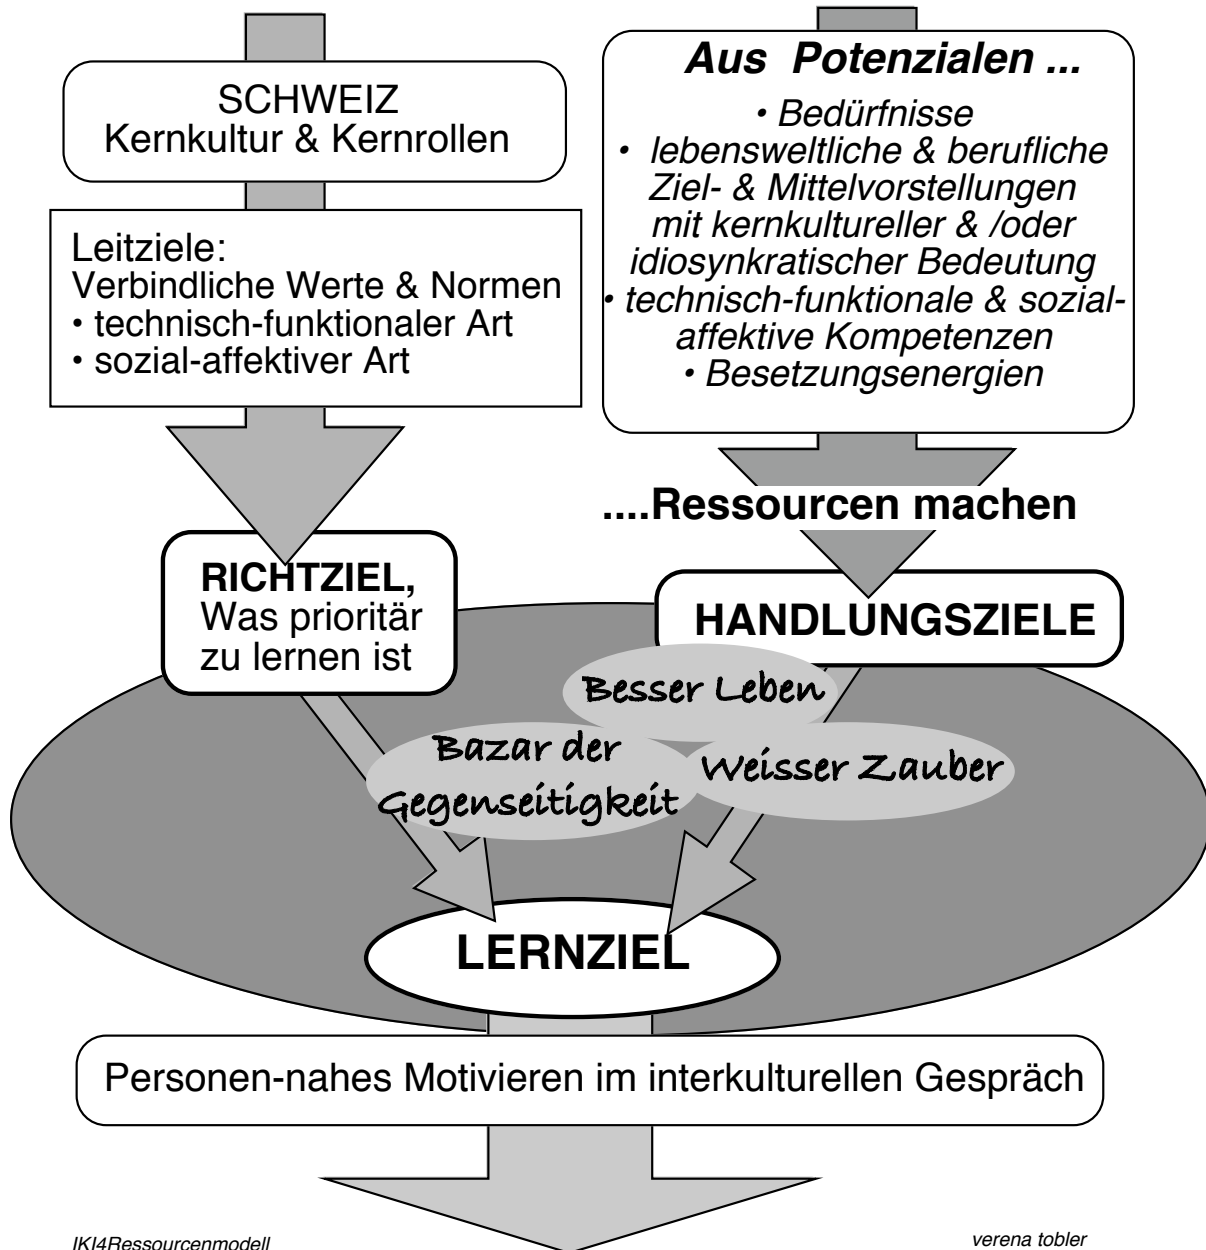 SCHWEIZ
Kernkultur & Kernrollen
Leitziele:
Verbindliche Werte & Normen
• technisch-funktionaler Art
• sozial-affektiver Art
Aus Potenzialen ...
• Bedürfnisse
• lebensweltliche & berufliche
Ziel- & Mittelvorstellungen
mit kernkultureller & /oder
idiosynkratischer Bedeutung
• technisch-funktionale & sozial-
affektive Kompetenzen
• Besetzungsenergien
....Ressourcen machen
RICHTZIEL,
Was prioritär
zu lernen ist
HANDLUNGSZIELE
Besser Leben
Bazar der
Gegenseitigkeit
Weisser Zauber
LERNZIEL
Personen-nahes Motivieren im interkulturellen Gespräch
IKI4Ressourcenmodell
verena tobler